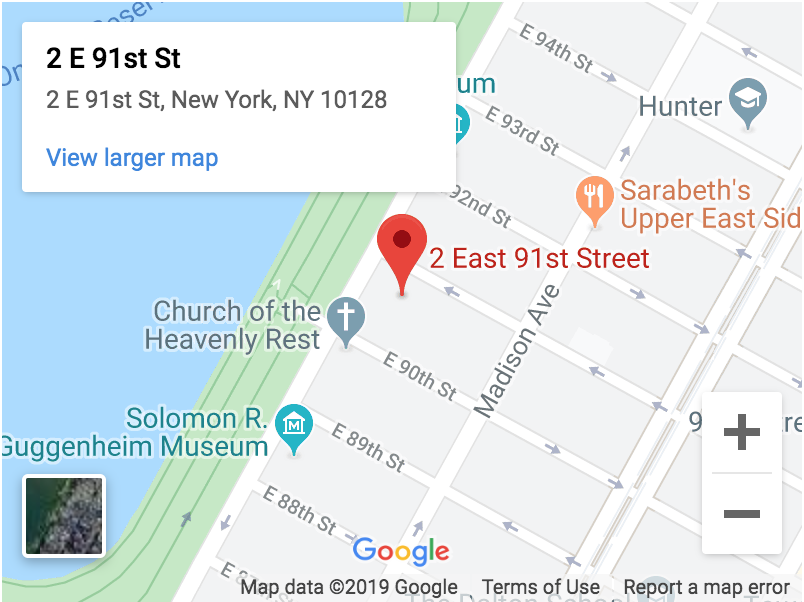 2 E 91st St
2 E 91st St, New York, NY 10128
View larger map
E 94th St
um
Hunter
E 93rd St
Sarabeth's
Upper East Sid
92nd St
2 East 91st Street
Madison Ave
Church of the
Heavenly Rest
E 90th St
Solomon R.
Guggenheim Museum
E 89th St
E 88th St
Google
Map data ©2019 Google
Terms of Use
Report a map error